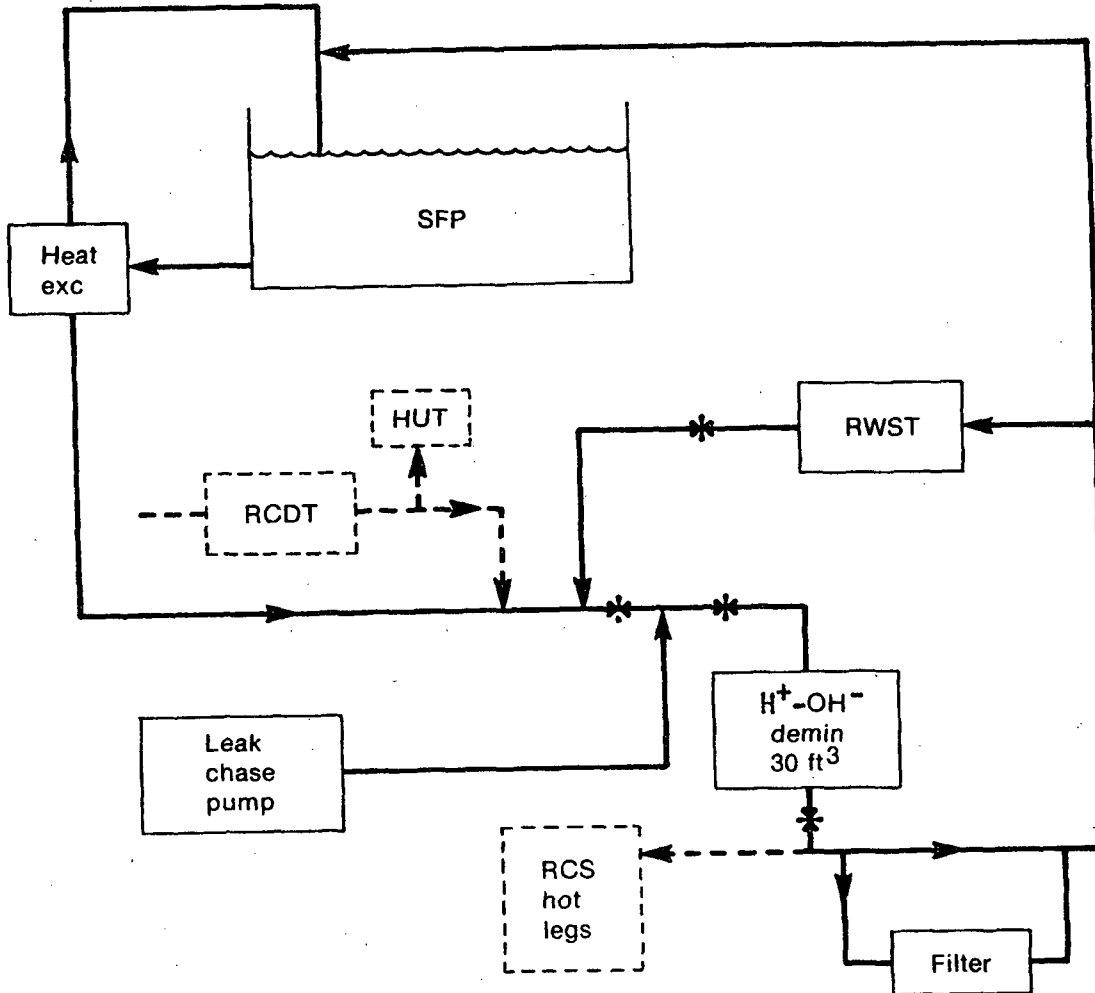 SFP
Heat
exc
HUT
RWST
RCDT
H⁺-OH⁻
demin
30 ft³
Leak
chase
pump
RCS
hot
legs
Filter